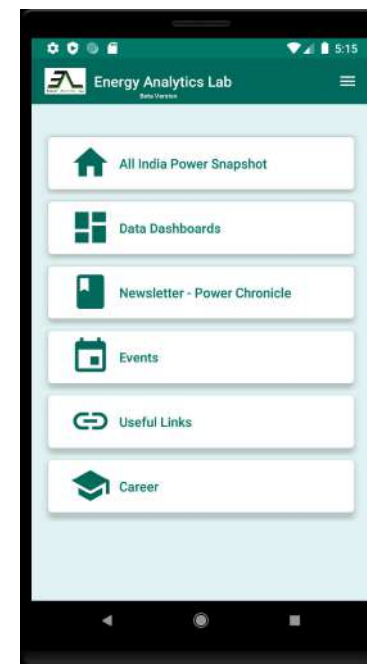 5:15
Energy Analytics Lab
Beta Version
All India Power Snapshot
Data Dashboards
Newsletter - Power Chronicle
Events
Useful Links
Career